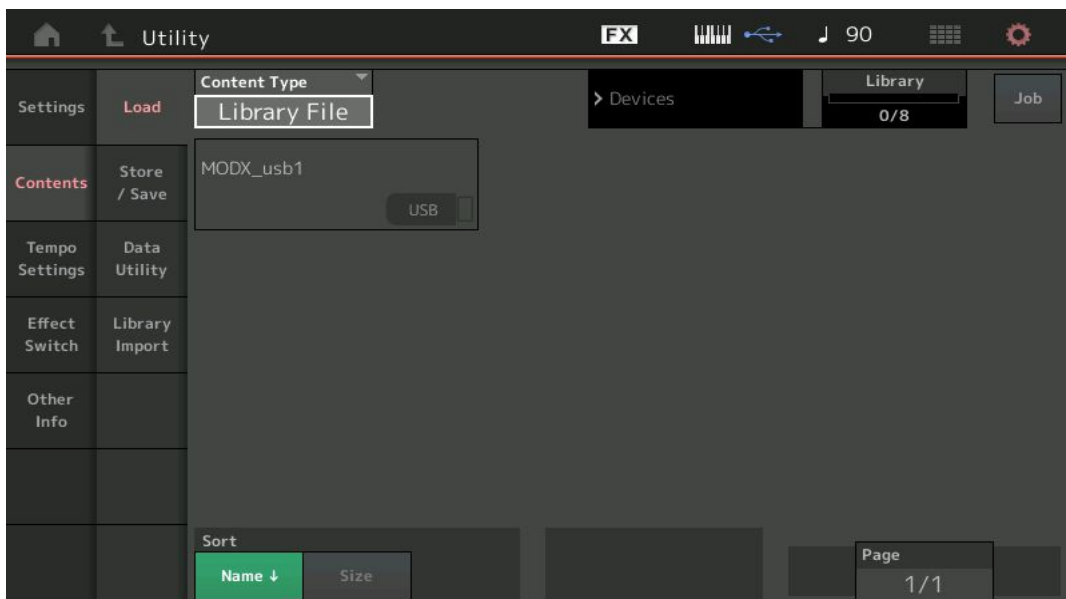 Utility
FX
♩ 90
Settings
Load
Content Type
Library File
> Devices
Library
0/8
Job
Contents
Store
/ Save
MODX_usb1
USB
Tempo
Settings
Data
Utility
Effect
Switch
Library
Import
Other
Info
Sort
Name ↓
Size
Page
1/1